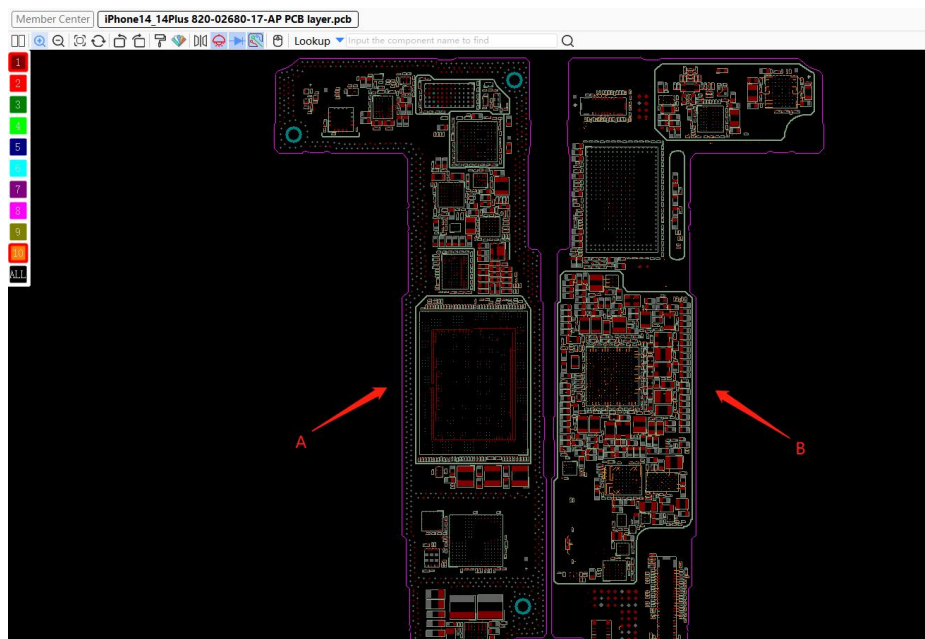 Member Center iPhone14_14Plus 820-02680-17-AP PCB layer.pcb
Lookup Input the component name to find
1
2
3
4
5
6
7
8
9
10
ALL
A
B